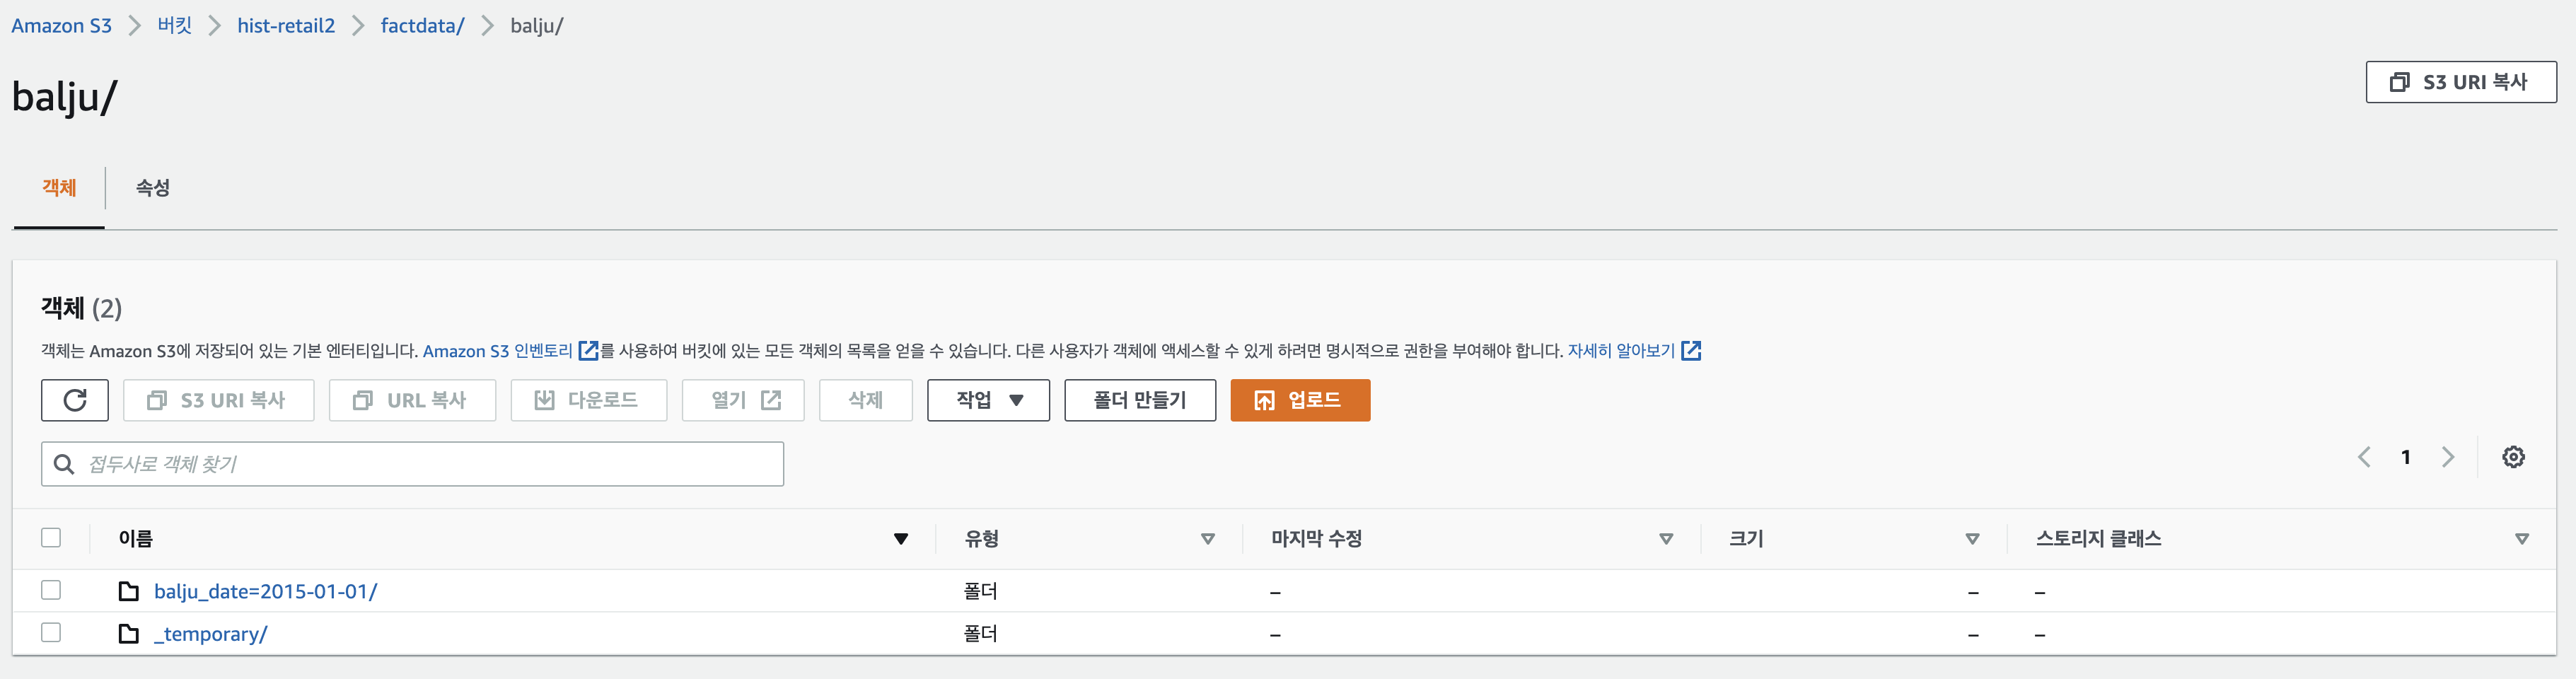 Amazon S3 > 버킷 > hist-retail2 > factdata/ > balju/
balju/
S3 URI 복사
객체
속성
객체 (2)
객체는 Amazon S3에 저장되어 있는 기본 엔터티입니다. Amazon S3 인벤토리를 사용하여 버킷에 있는 모든 객체의 목록을 얻을 수 있습니다. 다른 사용자가 객체에 액세스할 수 있게 하려면 명시적으로 권한을 부여해야 합니다. 자세히 알아보기
S3 URI 복사 URL 복사 다운로드 열기 삭제 작업 폴더 만들기 업로드
접두사로 객체 찾기
1
이름 유형 마지막 수정 크기 스토리지 클래스
balju_date=2015-01-01/ 폴더 – – –
_temporary/ 폴더 – – –